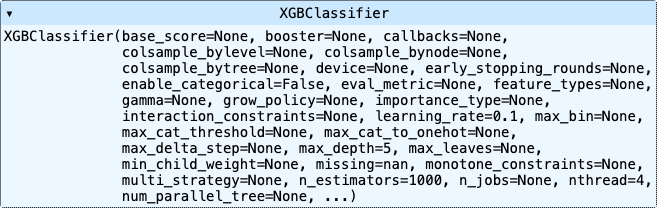 ▾ XGBClassifier
XGBClassifier(base_score=None, booster=None, callbacks=None,
colsample_bylevel=None, colsample_bynode=None,
colsample_bytree=None, device=None, early_stopping_rounds=None,
enable_categorical=False, eval_metric=None, feature_types=None,
gamma=None, grow_policy=None, importance_type=None,
interaction_constraints=None, learning_rate=0.1, max_bin=None,
max_cat_threshold=None, max_cat_to_onehot=None,
max_delta_step=None, max_depth=5, max_leaves=None,
min_child_weight=None, missing=nan, monotone_constraints=None,
multi_strategy=None, n_estimators=1000, n_jobs=None, nthread=4,
num_parallel_tree=None, ...)